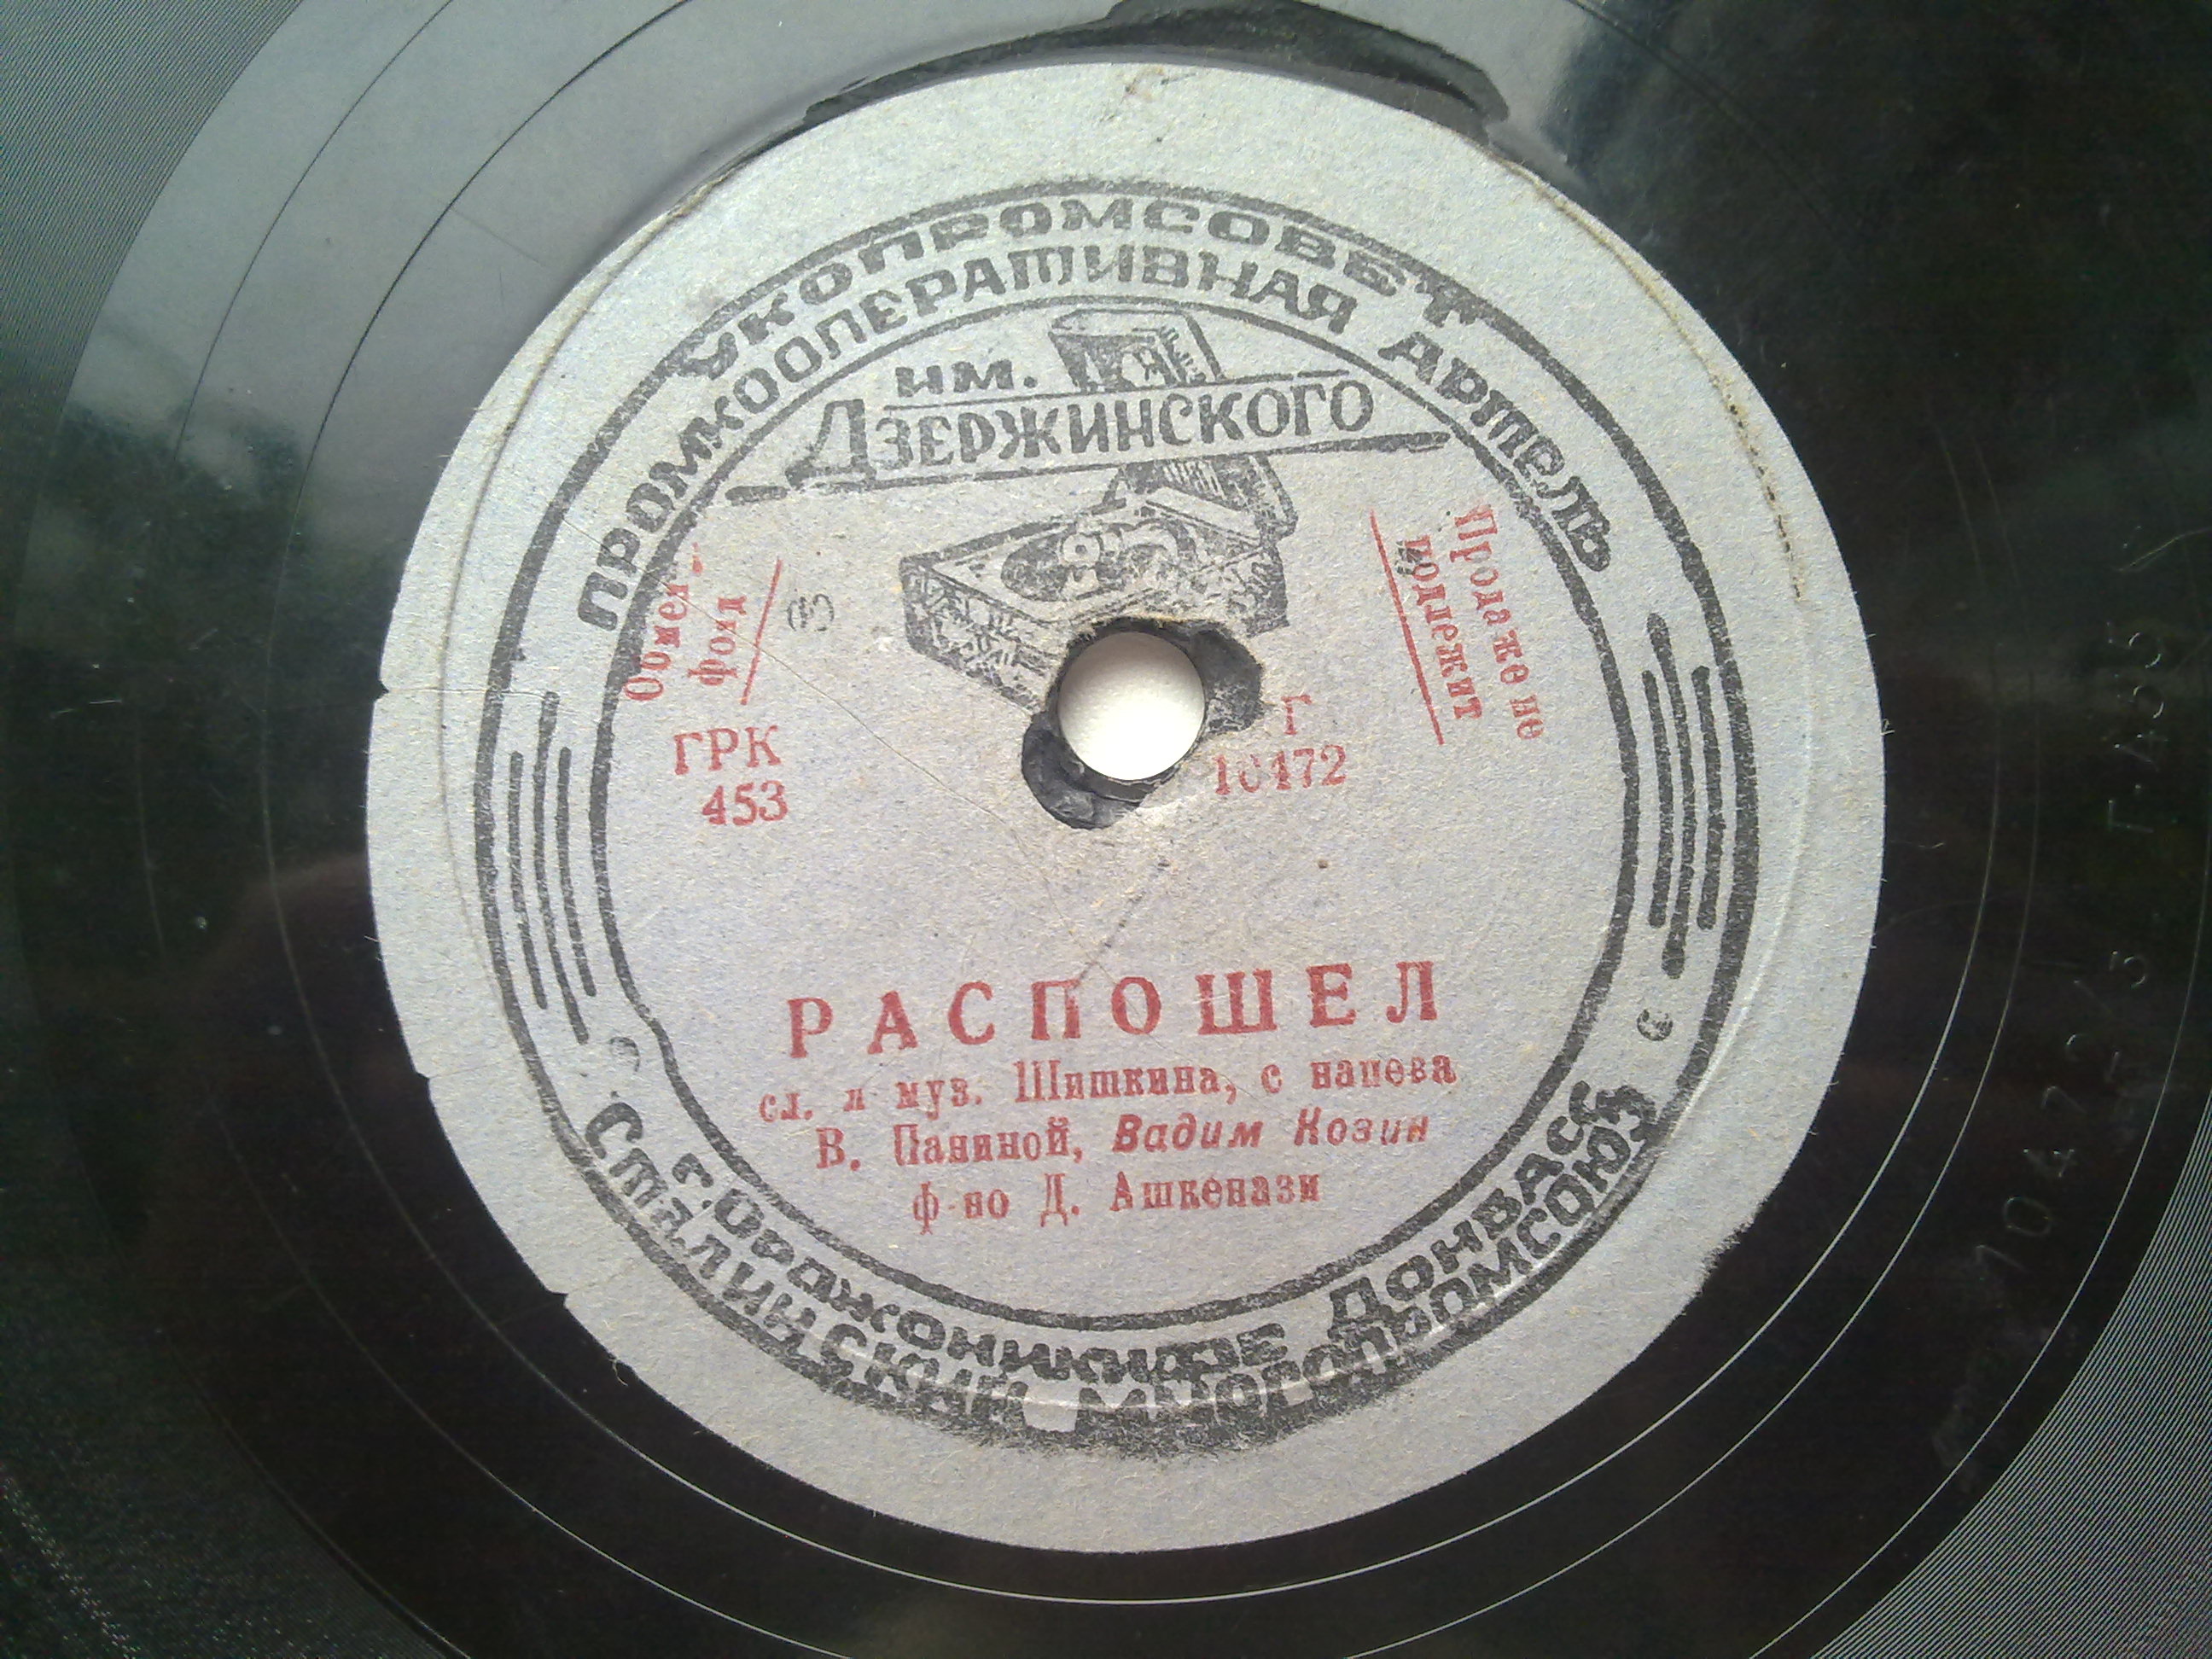 УКОПРОМСОВЕТ
ПРОМКООПЕРАТИВНАЯ АРТЕЛЬ
им.
ДЗЕРЖИНСКОГО
Обмен.
фонд
Продаже не
подлежит
ГРК
453
Г
10472
РАСПОШЕЛ
сл. и муз. Шишкина, с напева
В. Паниной, Вадим Козин
ф-но Д. Ашкенази
г. Орджоникидзе ДОНБАСС
Сталинский многопромсоюз